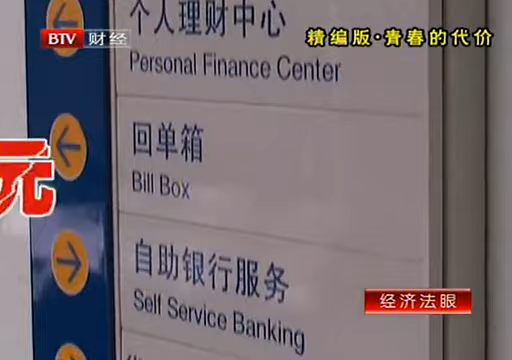 个人理财中心
BTV 财经
精编版·青春的代价
Personal Finance Center
回单箱
元
Bill Box
自助银行服务
Self Service Banking
经济法眼